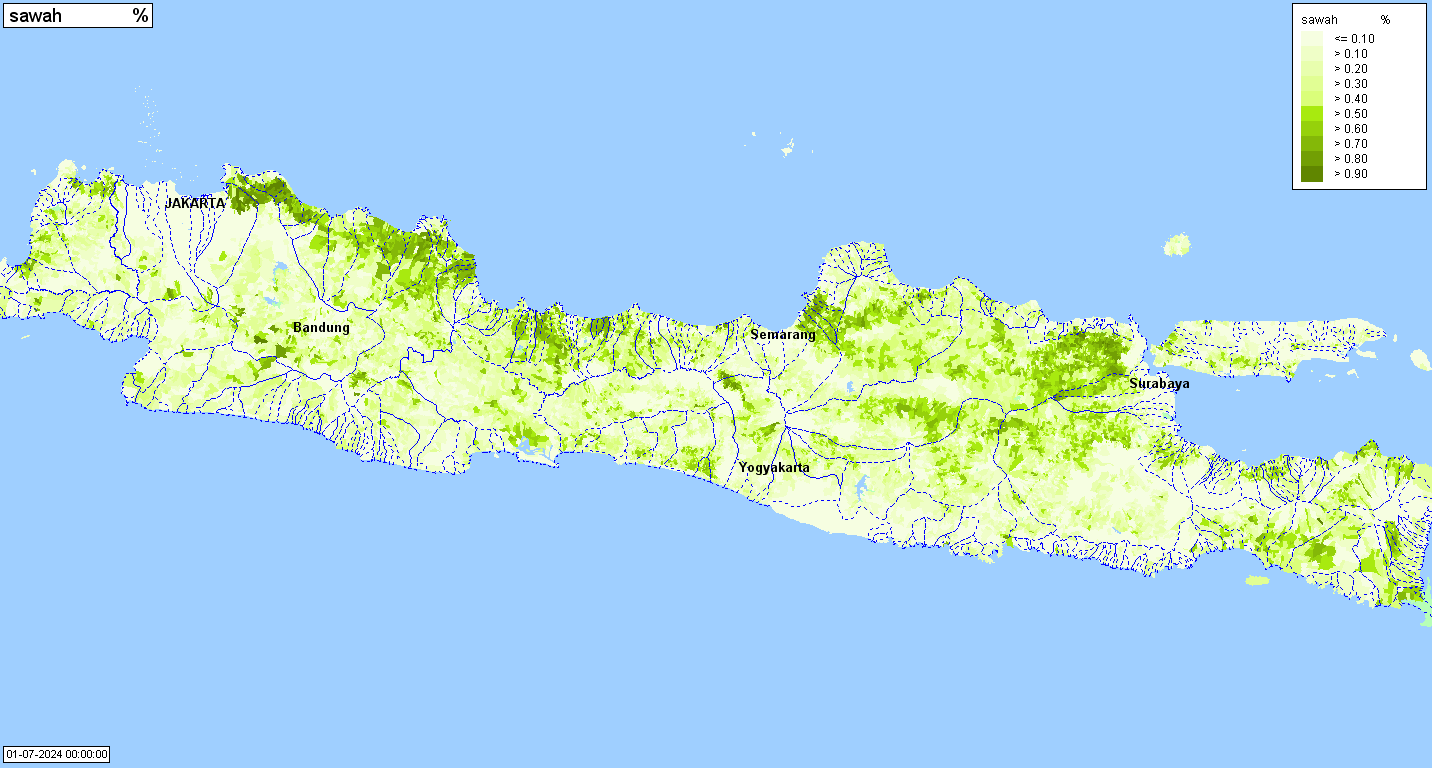 sawah %
sawah %
<= 0.10
> 0.10
> 0.20
> 0.30
> 0.40
> 0.50
> 0.60
> 0.70
> 0.80
> 0.90
JAKARTA
Bandung
Semarang
Surabaya
Yogyakarta
01-07-2024 00:00:00